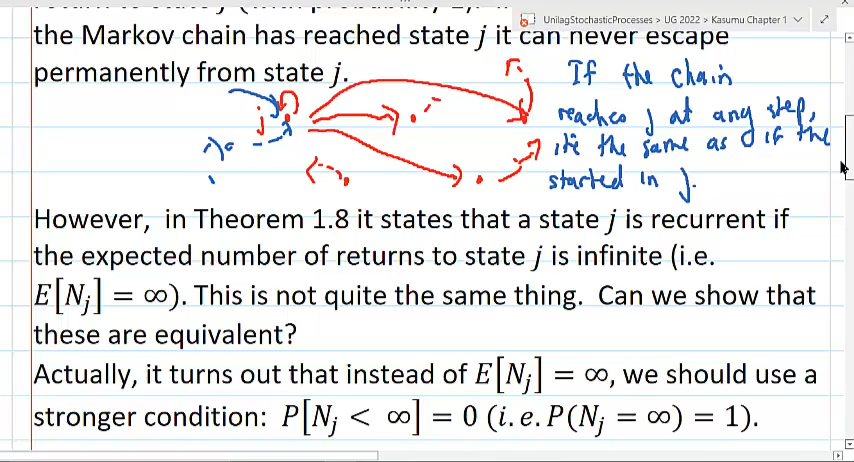 UnilagStochasticProcesses > UG 2022 > Kasumu Chapter 1
the Markov chain has reached state j it can never escape
permanently from state j.
If the chain
reaches j at any step,
it's the same as if the
started in j.
j
However, in Theorem 1.8 it states that a state j is recurrent if
the expected number of returns to state j is infinite (i.e.
E[Nj] = ∞). This is not quite the same thing. Can we show that
these are equivalent?
Actually, it turns out that instead of E[Nj] = ∞, we should use a
stronger condition: P[Nj < ∞] = 0 (i.e. P(Nj = ∞) = 1).